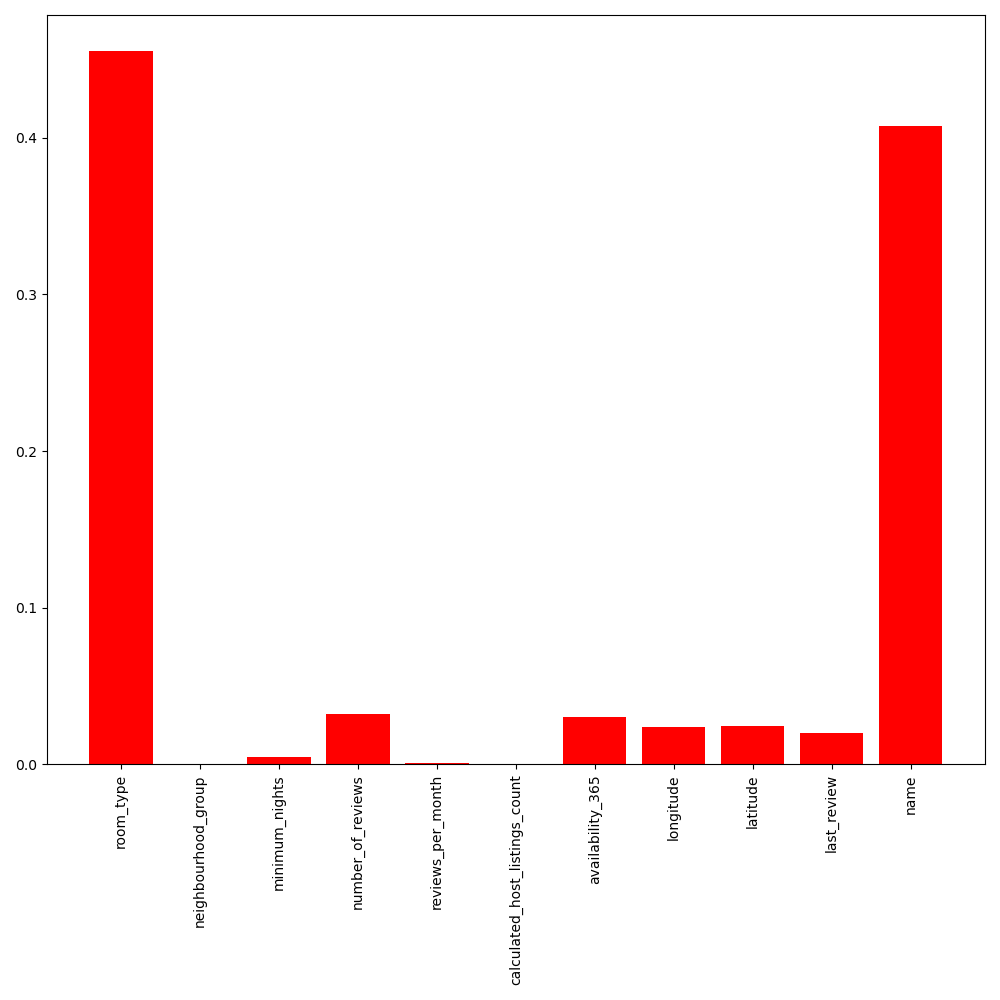 0.4
0.3
0.2
0.1
0.0
room_type
neighbourhood_group
minimum_nights
number_of_reviews
reviews_per_month
calculated_host_listings_count
availability_365
longitude
latitude
last_review
name